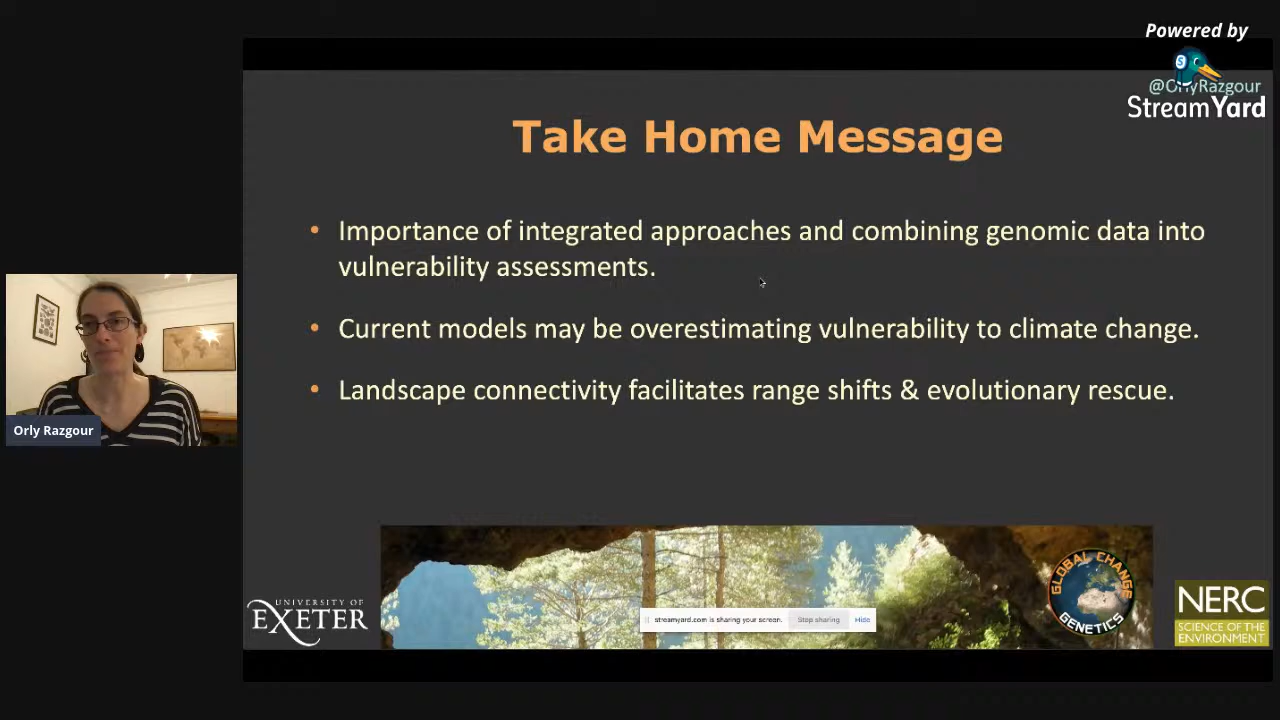 Powered by
@OrlyRazgour
StreamYard
Take Home Message
• Importance of integrated approaches and combining genomic data into
vulnerability assessments.
• Current models may be overestimating vulnerability to climate change.
• Landscape connectivity facilitates range shifts & evolutionary rescue.
Orly Razgour
UNIVERSITY OF
EXETER
streamyard.com is sharing your screen.
Stop sharing
Hide
GLOBAL CHANGE
GENETICS
NERC
SCIENCE OF THE
ENVIRONMENT